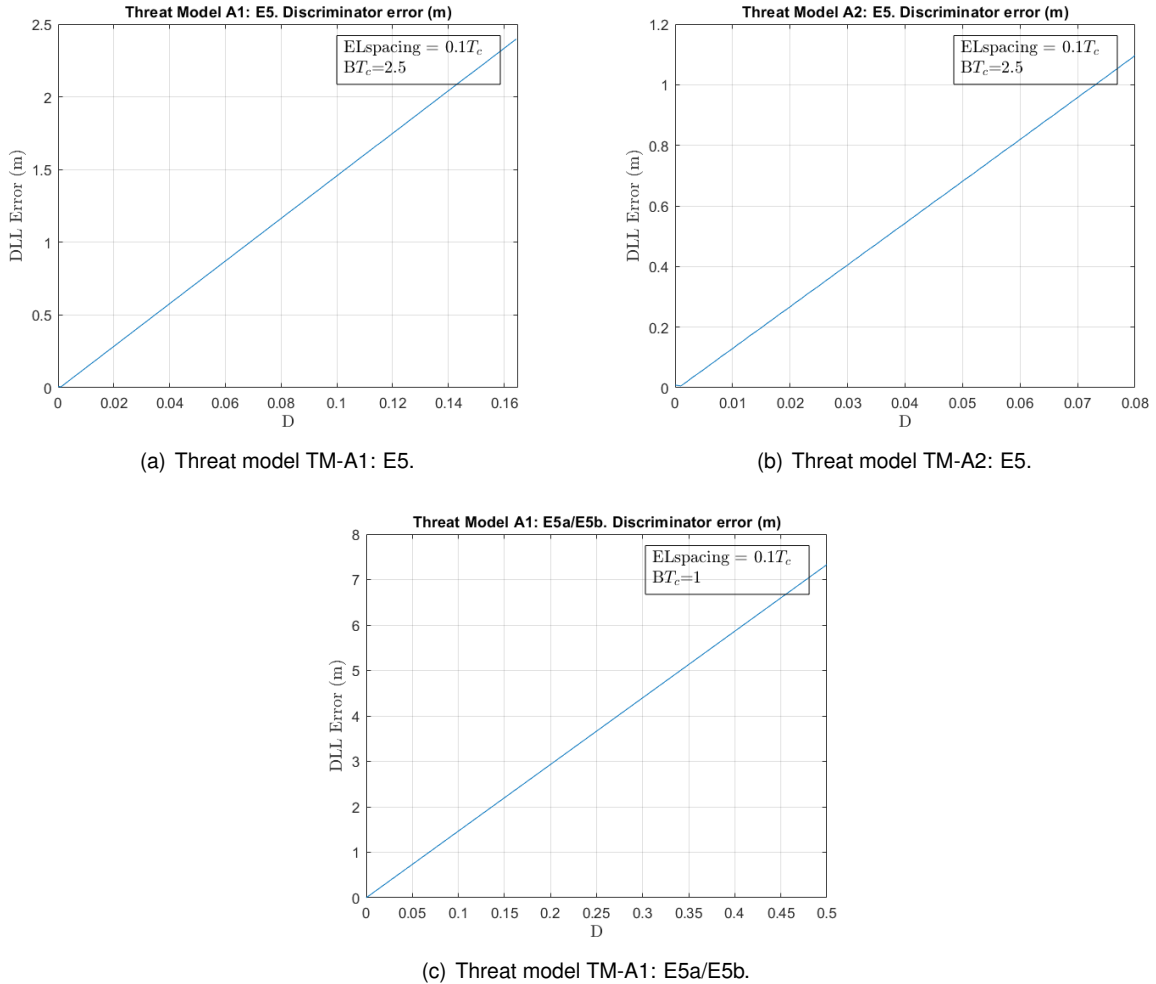 Threat Model A1: E5. Discriminator error (m)
2.5
2
1.5
1
0.5
0
DLL Error (m)
ELspacing = 0.1T_c
BT_c=2.5
0 0.02 0.04 0.06 0.08 0.1 0.12 0.14 0.16
D
(a) Threat model TM-A1: E5.
Threat Model A2: E5. Discriminator error (m)
1.2
1
0.8
0.6
0.4
0.2
0
DLL Error (m)
ELspacing = 0.1T_c
BT_c=2.5
0 0.01 0.02 0.03 0.04 0.05 0.06 0.07 0.08
D
(b) Threat model TM-A2: E5.
Threat Model A1: E5a/E5b. Discriminator error (m)
8
7
6
5
4
3
2
1
0
DLL Error (m)
ELspacing = 0.1T_c
BT_c=1
0 0.05 0.1 0.15 0.2 0.25 0.3 0.35 0.4 0.45 0.5
D
(c) Threat model TM-A1: E5a/E5b.